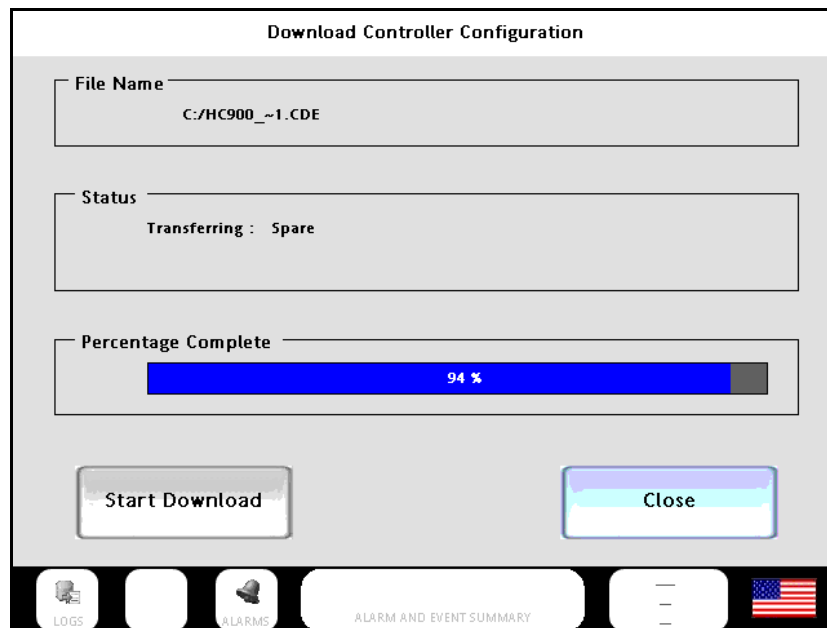 Download Controller Configuration
File Name
C:/HC900_~1.CDE
Status
Transferring : Spare
Percentage Complete
94 %
Start Download
Close
LOGS
ALARMS
ALARM AND EVENT SUMMARY